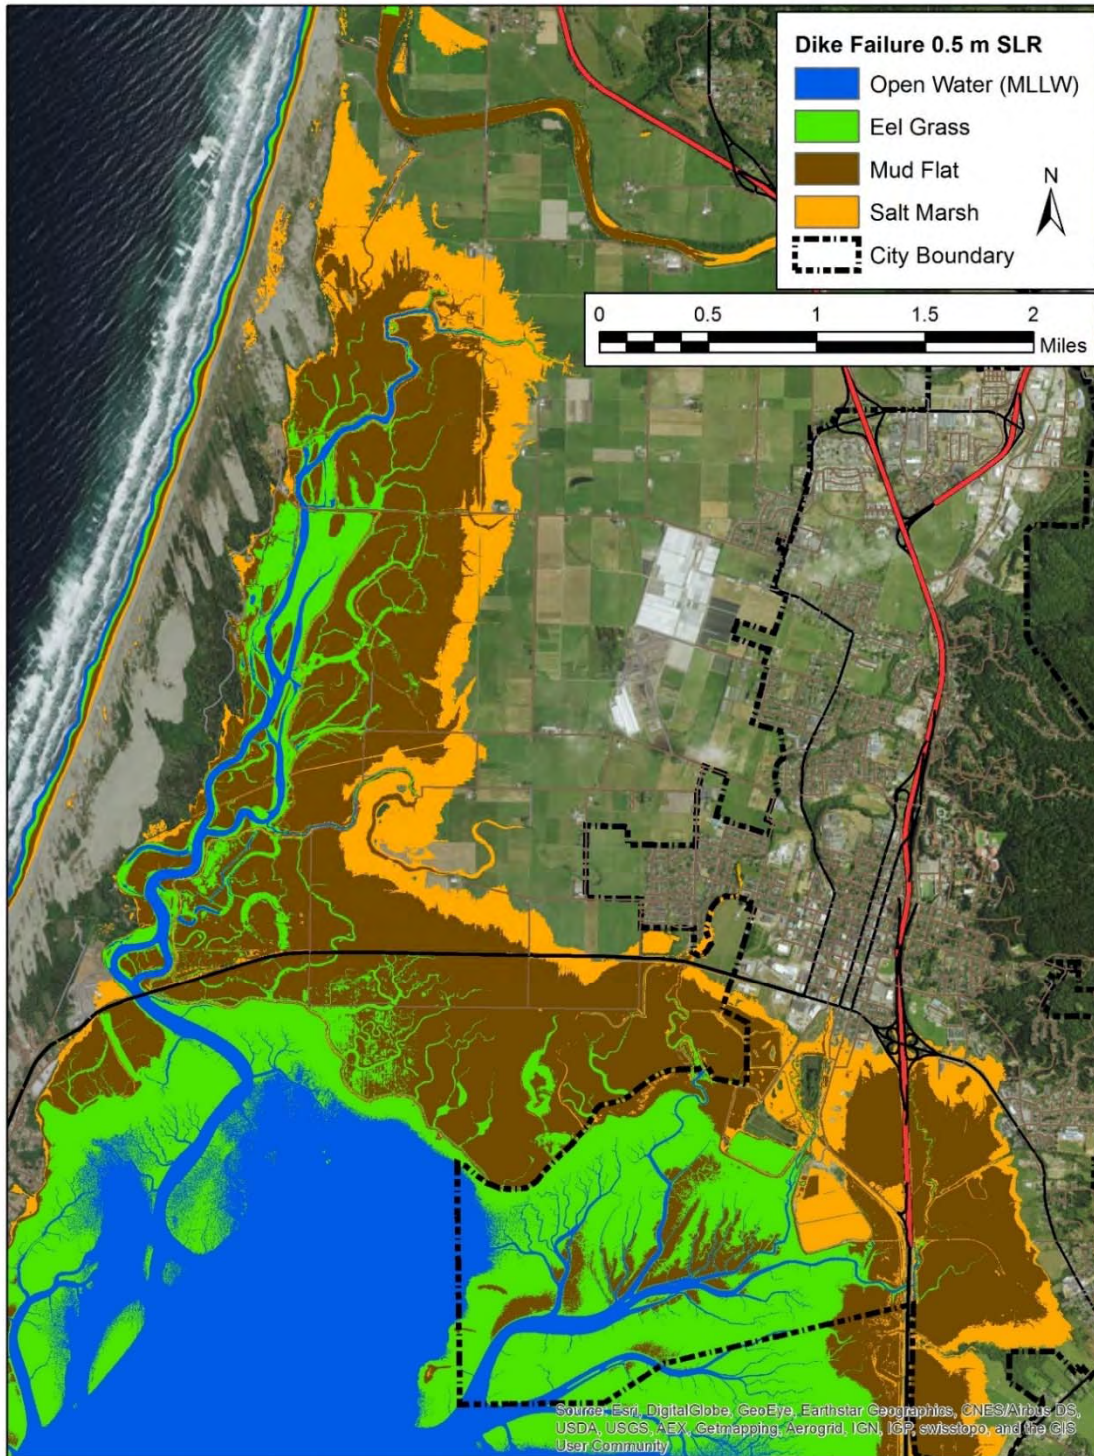 Dike Failure 0.5 m SLR
Open Water (MLLW)
Eel Grass
Mud Flat
Salt Marsh
City Boundary
N
0 0.5 1 1.5 2
Miles
Source: Esri, DigitalGlobe, GeoEye, Earthstar Geographics, CNES/Airbus DS,
USDA, USGS, AEX, Getmapping, Aerogrid, IGN, IGP, swisstopo, and the GIS
User Community